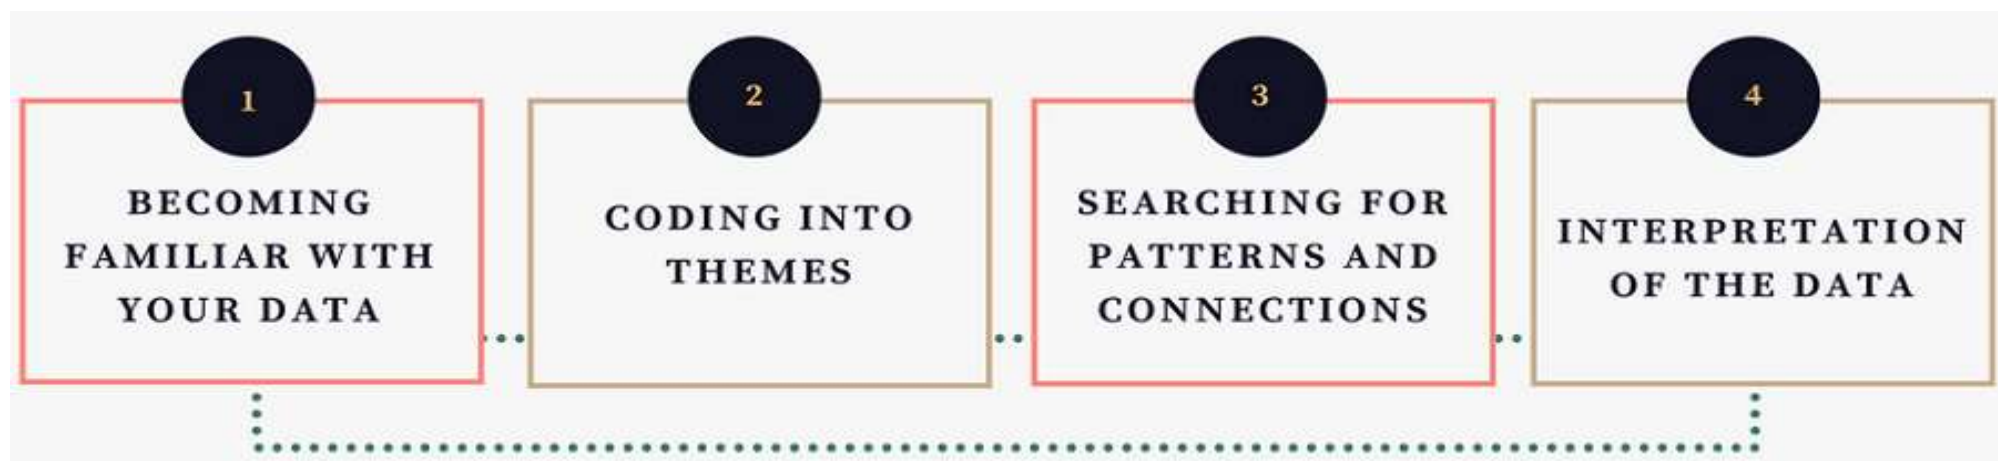 1
BECOMING
FAMILIAR WITH
YOUR DATA
2
CODING INTO
THEMES
3
SEARCHING FOR
PATTERNS AND
CONNECTIONS
4
INTERPRETATION
OF THE DATA